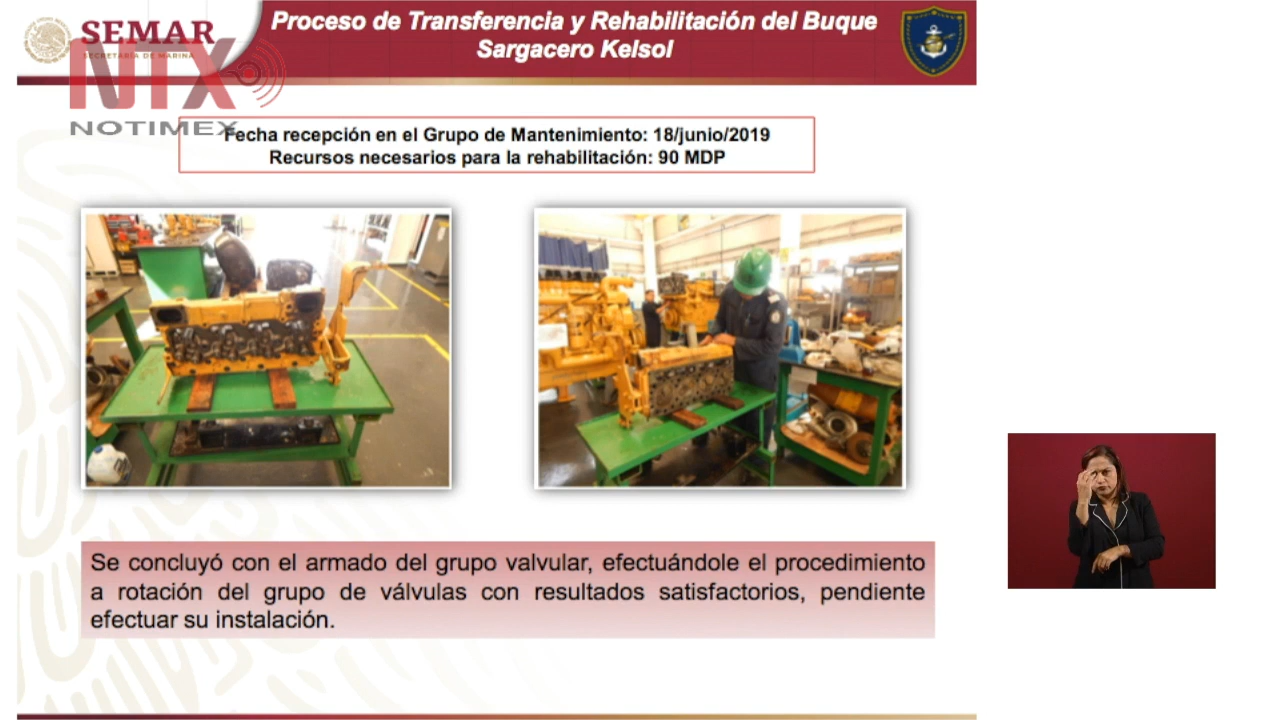 SEMAR
SECRETARÍA DE MARINA
NTX
NOTIMEX
Proceso de Transferencia y Rehabilitación del Buque
Sargacero Kelsol
Fecha recepción en el Grupo de Mantenimiento: 18/junio/2019
Recursos necesarios para la rehabilitación: 90 MDP
Se concluyó con el armado del grupo valvular, efectuándole el procedimiento
a rotación del grupo de válvulas con resultados satisfactorios, pendiente
efectuar su instalación.